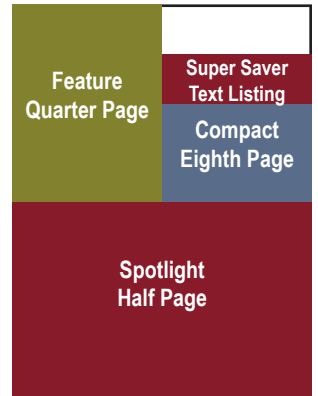 Feature
Quarter Page
Super Saver
Text Listing
Compact
Eighth Page
Spotlight
Half Page